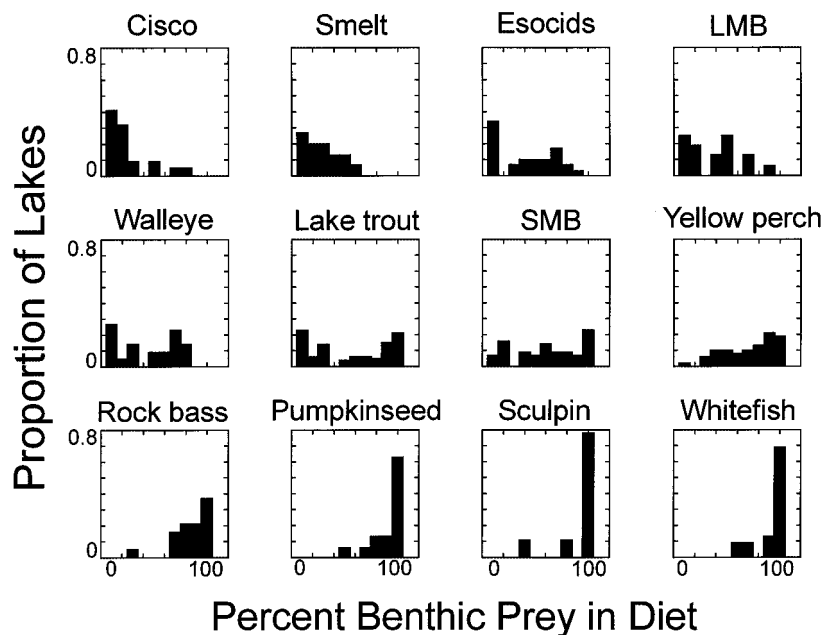 Cisco Smelt Esocids LMB
0.8
0
Walleye Lake trout SMB Yellow perch
0.8
0
Rock bass Pumpkinseed Sculpin Whitefish
0.8
0
0 100 0 100 0 100 0 100
Proportion of Lakes
Percent Benthic Prey in Diet